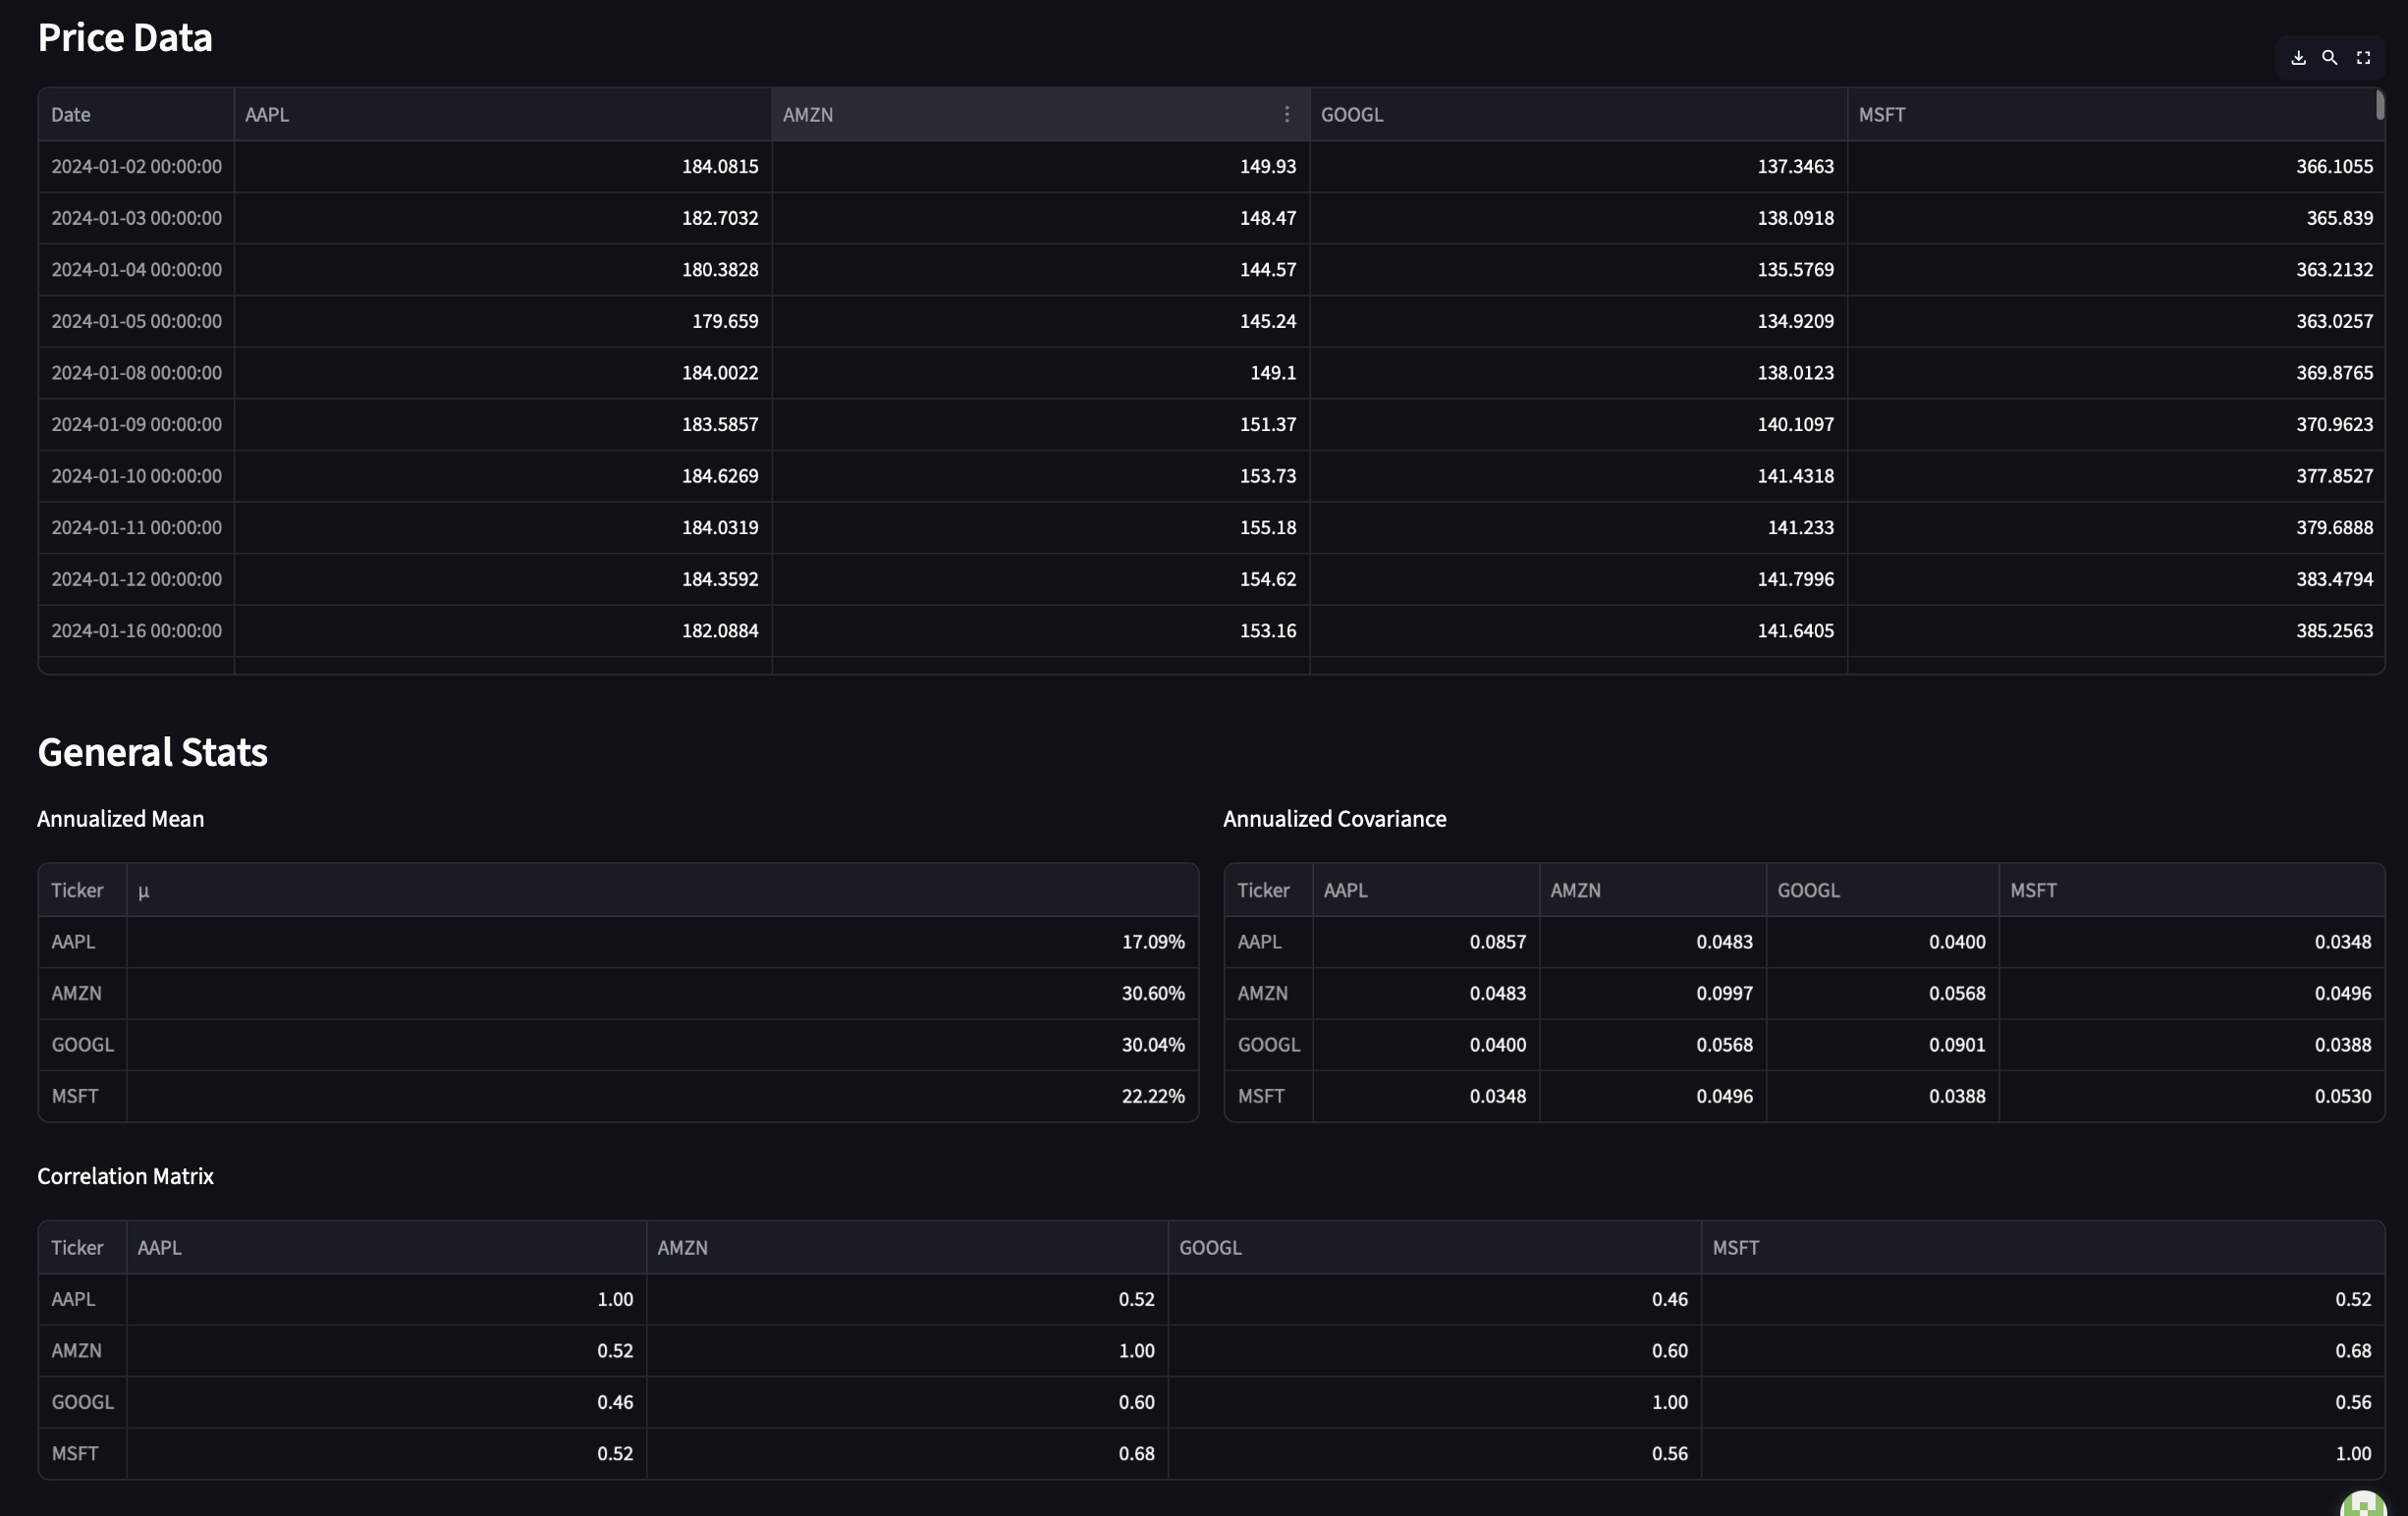 Price Data
Date AAPL AMZN GOOGL MSFT
2024-01-02 00:00:00 184.0815 149.93 137.3463 366.1055
2024-01-03 00:00:00 182.7032 148.47 138.0918 365.839
2024-01-04 00:00:00 180.3828 144.57 135.5769 363.2132
2024-01-05 00:00:00 179.659 145.24 134.9209 363.0257
2024-01-08 00:00:00 184.0022 149.1 138.0123 369.8765
2024-01-09 00:00:00 183.5857 151.37 140.1097 370.9623
2024-01-10 00:00:00 184.6269 153.73 141.4318 377.8527
2024-01-11 00:00:00 184.0319 155.18 141.233 379.6888
2024-01-12 00:00:00 184.3592 154.62 141.7996 383.4794
2024-01-16 00:00:00 182.0884 153.16 141.6405 385.2563
General Stats
Annualized Mean
Ticker μ
AAPL 17.09%
AMZN 30.60%
GOOGL 30.04%
MSFT 22.22%
Annualized Covariance
Ticker AAPL AMZN GOOGL MSFT
AAPL 0.0857 0.0483 0.0400 0.0348
AMZN 0.0483 0.0997 0.0568 0.0496
GOOGL 0.0400 0.0568 0.0901 0.0388
MSFT 0.0348 0.0496 0.0388 0.0530
Correlation Matrix
Ticker AAPL AMZN GOOGL MSFT
AAPL 1.00 0.52 0.46 0.52
AMZN 0.52 1.00 0.60 0.68
GOOGL 0.46 0.60 1.00 0.56
MSFT 0.52 0.68 0.56 1.00